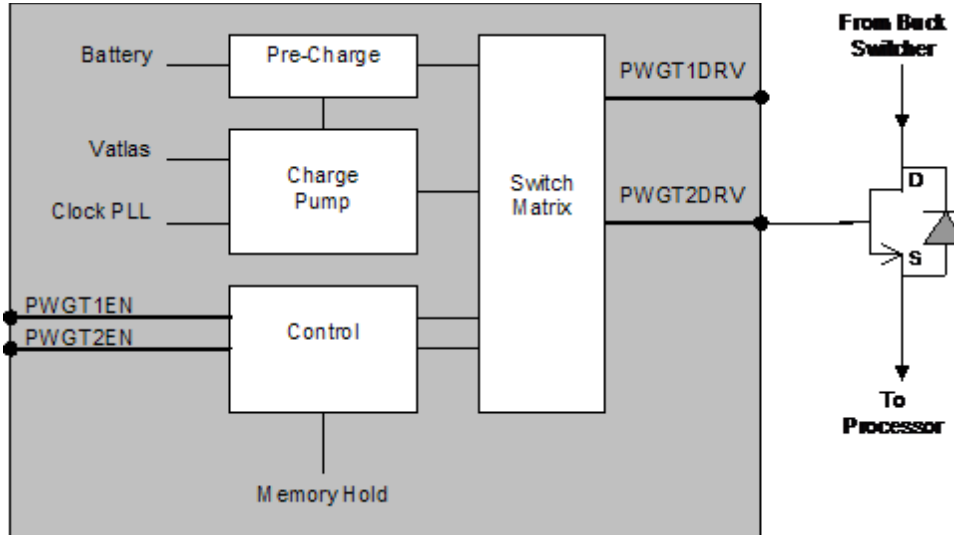 From Buck
Switcher
Battery
Pre-Charge
PWGT1DRV
Vatlas
Charge
Pump
Switch
Matrix
D
PWGT2DRV
Clock PLL
S
PWGT1EN
PWGT2EN
Control
To
Processor
Memory Hold